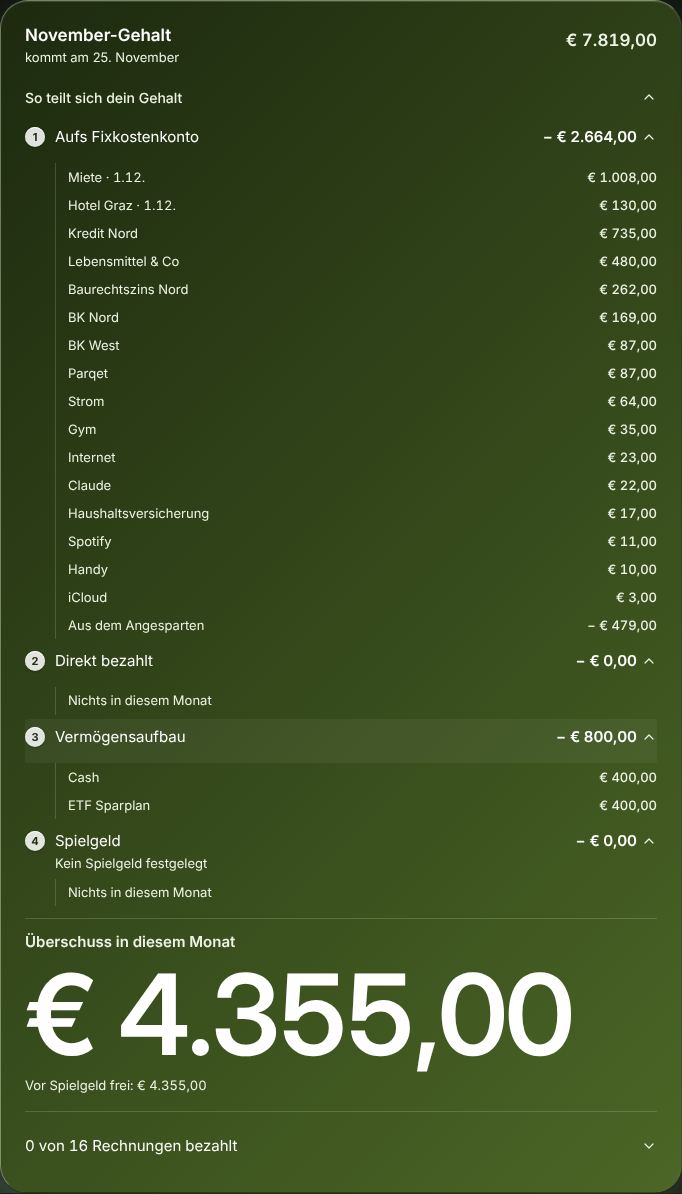 November-Gehalt
€ 7.819,00
kommt am 25. November
So teilt sich dein Gehalt
1 Aufs Fixkostenkonto – € 2.664,00
Miete · 1.12. € 1.008,00
Hotel Graz · 1.12. € 130,00
Kredit Nord € 735,00
Lebensmittel & Co € 480,00
Baurechtszins Nord € 262,00
BK Nord € 169,00
BK West € 87,00
Parqet € 87,00
Strom € 64,00
Gym € 35,00
Internet € 23,00
Claude € 22,00
Haushaltsversicherung € 17,00
Spotify € 11,00
Handy € 10,00
iCloud € 3,00
Aus dem Angesparten – € 479,00
2 Direkt bezahlt – € 0,00
Nichts in diesem Monat
3 Vermögensaufbau – € 800,00
Cash € 400,00
ETF Sparplan € 400,00
4 Spielgeld – € 0,00
Kein Spielgeld festgelegt
Nichts in diesem Monat
Überschuss in diesem Monat
€ 4.355,00
Vor Spielgeld frei: € 4.355,00
0 von 16 Rechnungen bezahlt